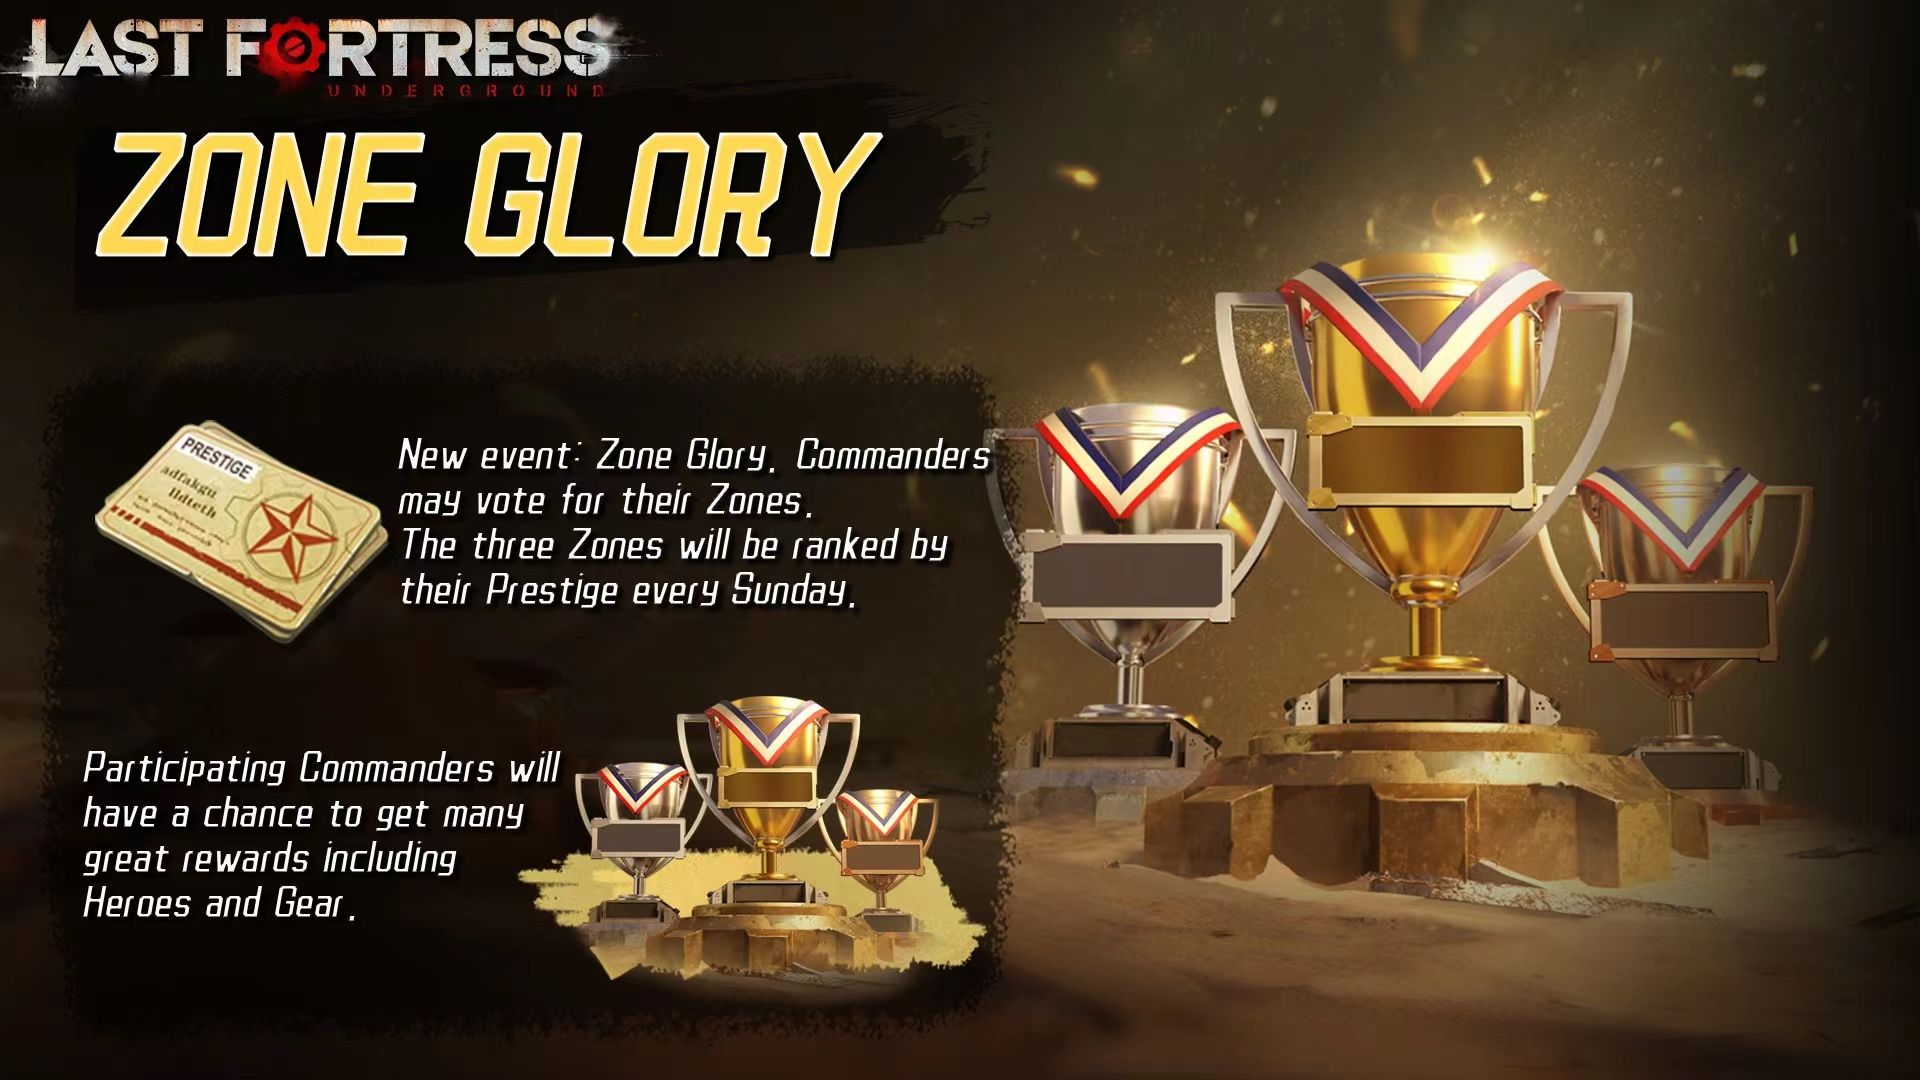 LAST FORTRESS
UNDERGROUND
ZONE GLORY
PRESTIGE
New event: Zone Glory. Commanders
may vote for their Zones.
The three Zones will be ranked by
their Prestige every Sunday.
Participating Commanders will
have a chance to get many
great rewards including
Heroes and Gear.